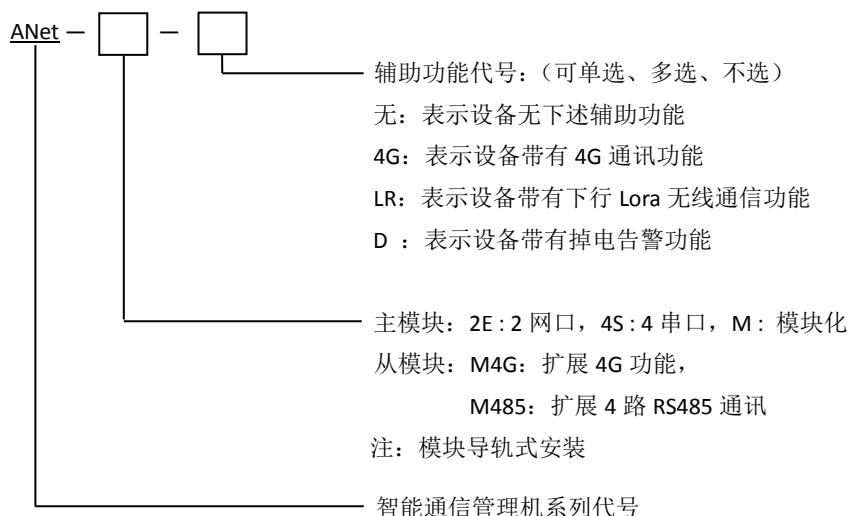 ANet — —
辅助功能代号：（可单选、多选、不选）
无：表示设备无下述辅助功能
4G：表示设备带有 4G 通讯功能
LR：表示设备带有下行 Lora 无线通信功能
D ：表示设备带有掉电告警功能
主模块：2E : 2 网口，4S : 4 串口，M : 模块化
从模块：M4G：扩展 4G 功能，
M485：扩展 4 路 RS485 通讯
注：模块导轨式安装
智能通信管理机系列代号